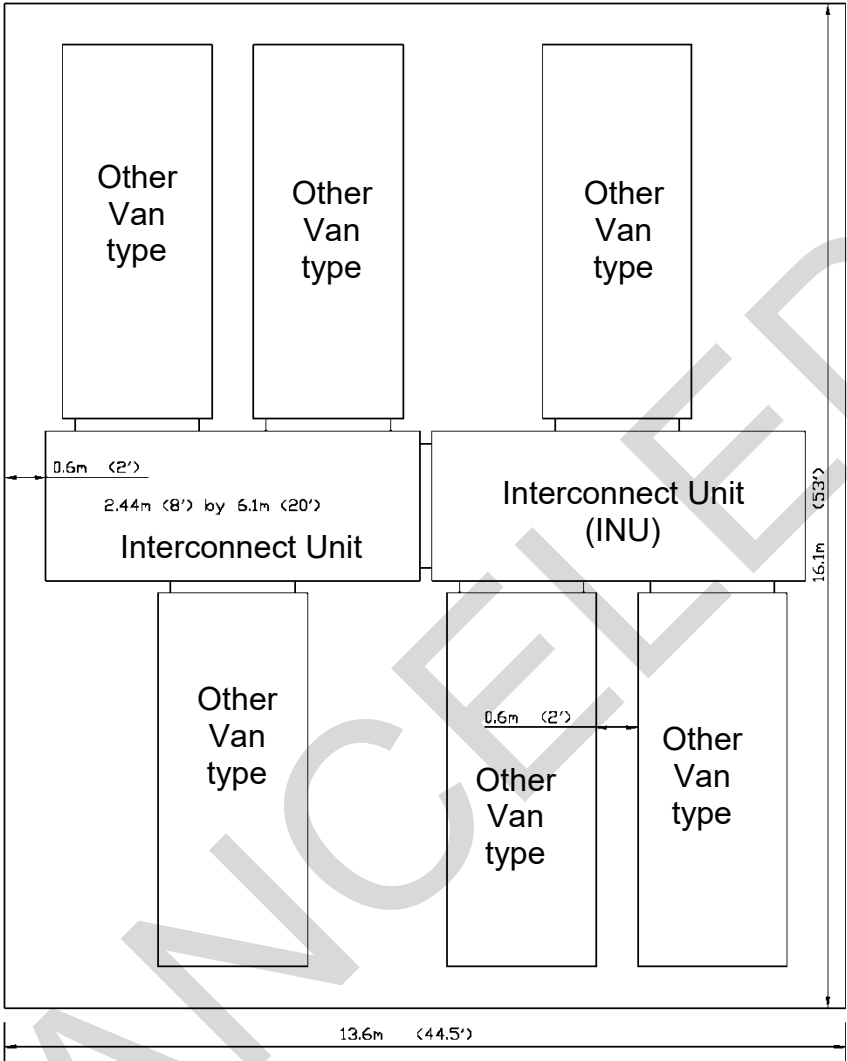 Other
Van
type
Other
Van
type
Other
Van
type
0.6m (2')
2.44m (8') by 6.1m (20')
Interconnect Unit
Interconnect Unit
(INU)
16.1m (53')
Other
Van
type
0.6m (2')
Other
Van
type
Other
Van
type
13.6m (44.5')
ANCELED